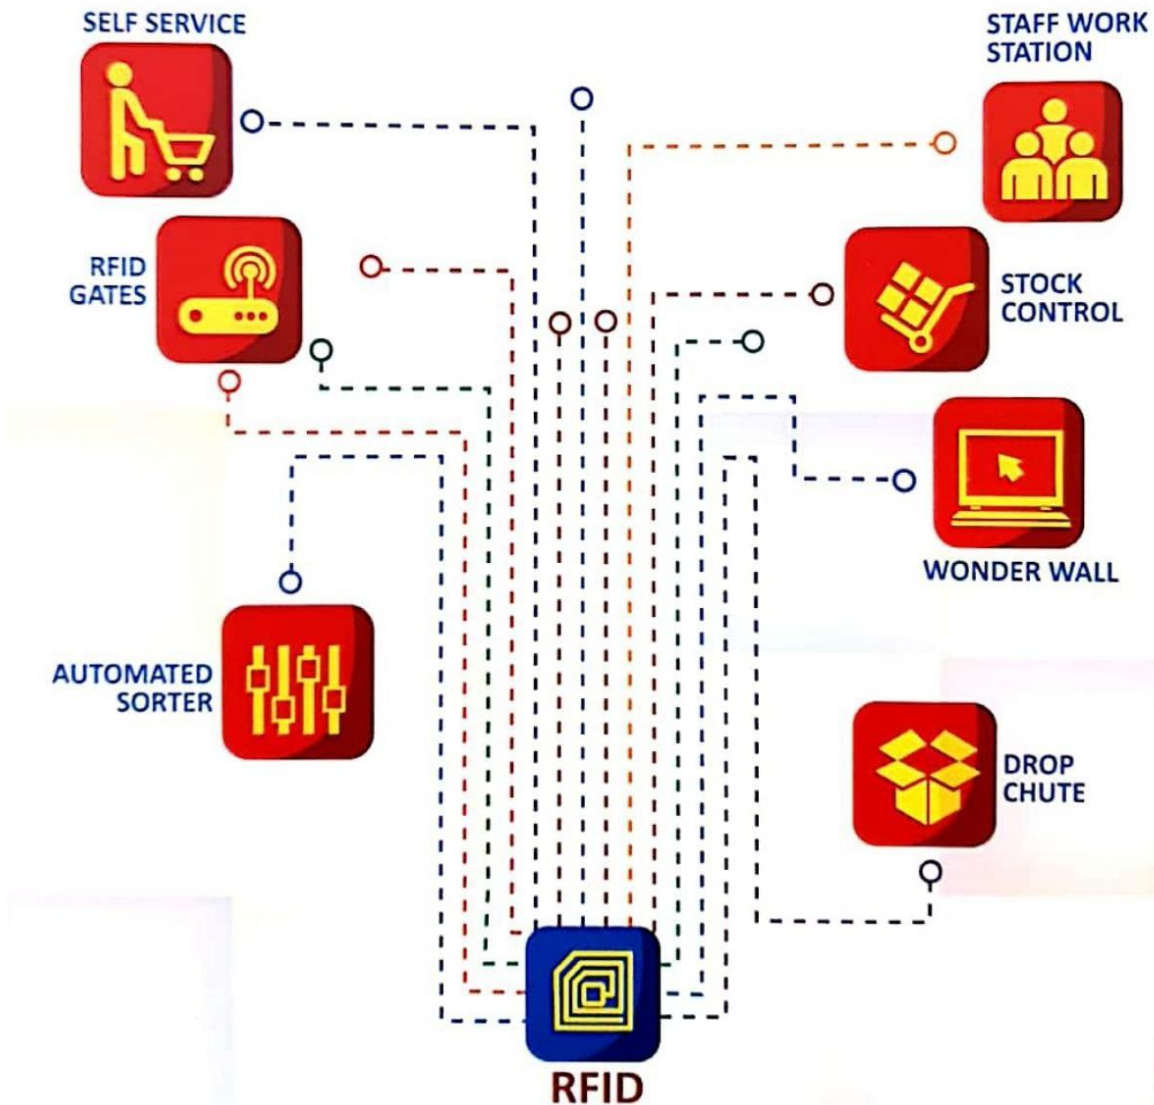 SELF SERVICE
STAFF WORK
STATION
RFID
GATES
STOCK
CONTROL
WONDER WALL
AUTOMATED
SORTER
DROP
CHUTE
RFID